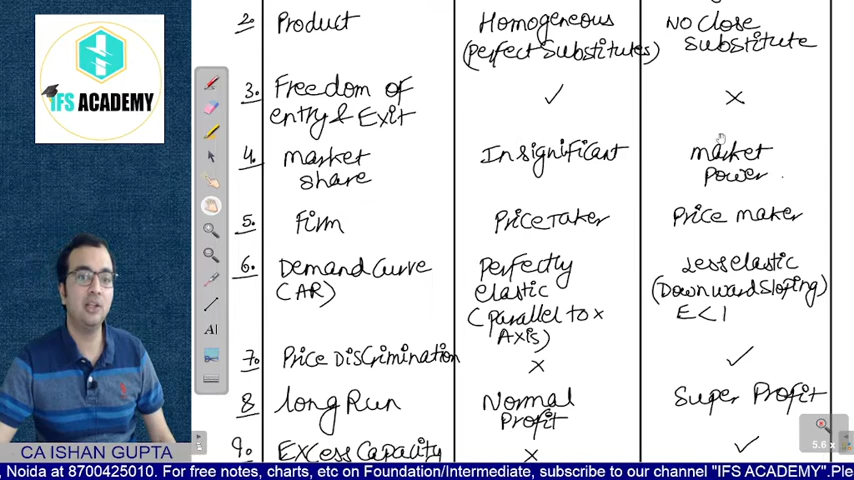 IFS ACADEMY
2. Product Homogeneous (Perfect Substitutes) No Close Substitute
3. Freedom of entry & Exit ✓ ×
4. market share Insignificant market Power
5. Firm Price Taker Price maker
6. Demand Curve (AR) Perfectly elastic (parallel to x Axis) Less elastic (Downward Sloping) E<1
7. Price Discrimination × ✓
8 long Run Normal Profit Super Profit
9. Excess Capacity × ✓
A
5.6 x
CA ISHAN GUPTA
, Noida at 8700425010. For free notes, charts, etc on Foundation/Intermediate, subscribe to our channel "IFS ACADEMY".Ple